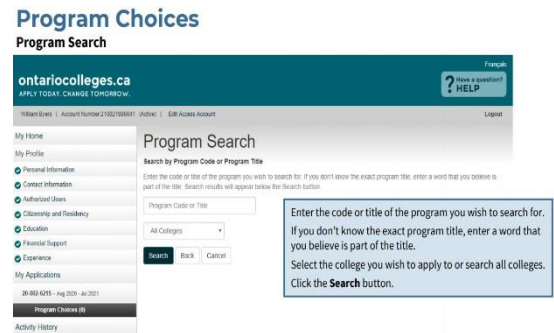 Program Choices
Program Search
Français
ontariocolleges.ca
APPLY TODAY. CHANGE TOMORROW.
? Have a question?
HELP
William Byers | Account Number: (Active) | Edit Access Account
Logout
My Home
My Profile
Personal Information
Contact Information
Authorized Users
Citizenship and Residency
Education
Financial Support
Experience
My Applications
20-002-6215 - Aug 2020 - Jul 2021
Program Choices (0)
Activity History
Program Search
Search by Program Code or Program Title
Enter the code or title of the program you wish to search for. If you don't know the exact program title, enter a word that you believe is
part of the title. Search results will appear below the Search button.
Program Code or Title
All Colleges
Search Back Cancel
Enter the code or title of the program you wish to search for.
If you don't know the exact program title, enter a word that
you believe is part of the title.
Select the college you wish to apply to or search all colleges.
Click the Search button.